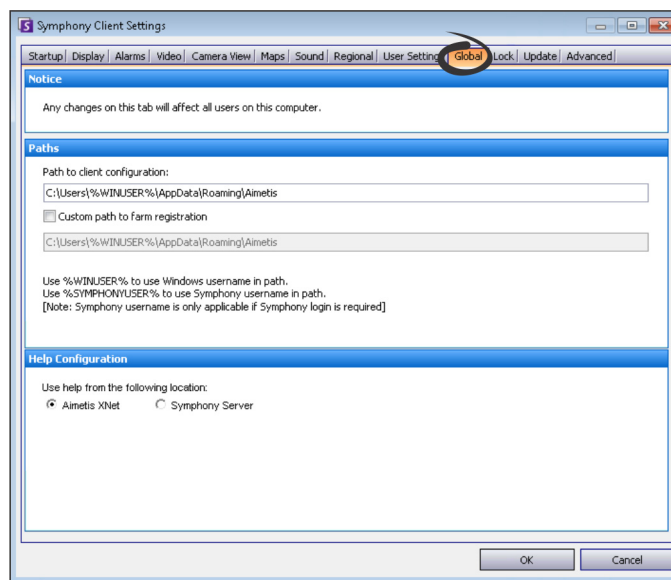 Symphony Client Settings
Startup Display Alarms Video Camera View Maps Sound Regional User Setting Global Lock Update Advanced
Notice
Any changes on this tab will affect all users on this computer.
Paths
Path to client configuration:
C:\Users\%WINUSER%\AppData\Roaming\Aimetis
Custom path to farm registration
C:\Users\%WINUSER%\AppData\Roaming\Aimetis
Use %WINUSER% to use Windows username in path.
Use %SYMPHONYUSER% to use Symphony username in path.
[Note: Symphony username is only applicable if Symphony login is required]
Help Configuration
Use help from the following location:
Aimetis XNet Symphony Server
OK Cancel